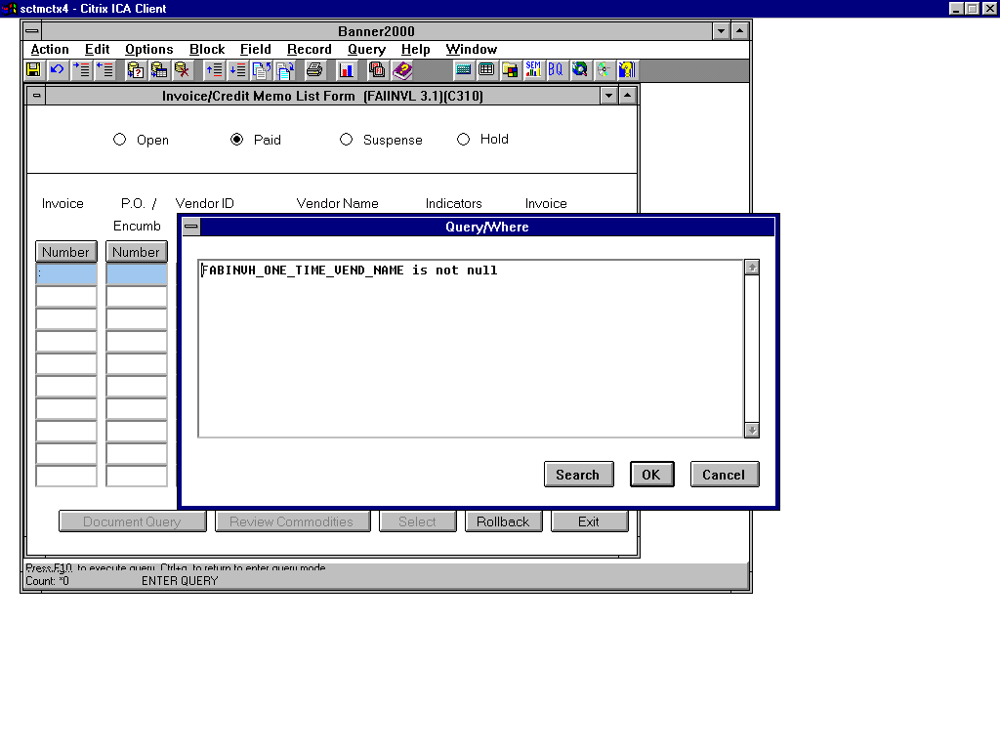 sctmctx4 - Citrix ICA Client
Banner2000
Action Edit Options Block Field Record Query Help Window
SEM BQ
Invoice/Credit Memo List Form (FAIINVL 3.1)(C310)
Open Paid Suspense Hold
Invoice P.O. / Vendor ID Vendor Name Indicators Invoice
Encumb
Number Number
:
Query/Where
FABINVH_ONE_TIME_VEND_NAME is not null
Search OK Cancel
Document Query Review Commodities Select Rollback Exit
Press F10 to execute query, Ctrl+q to return to enter query mode
Count: *0 ENTER QUERY